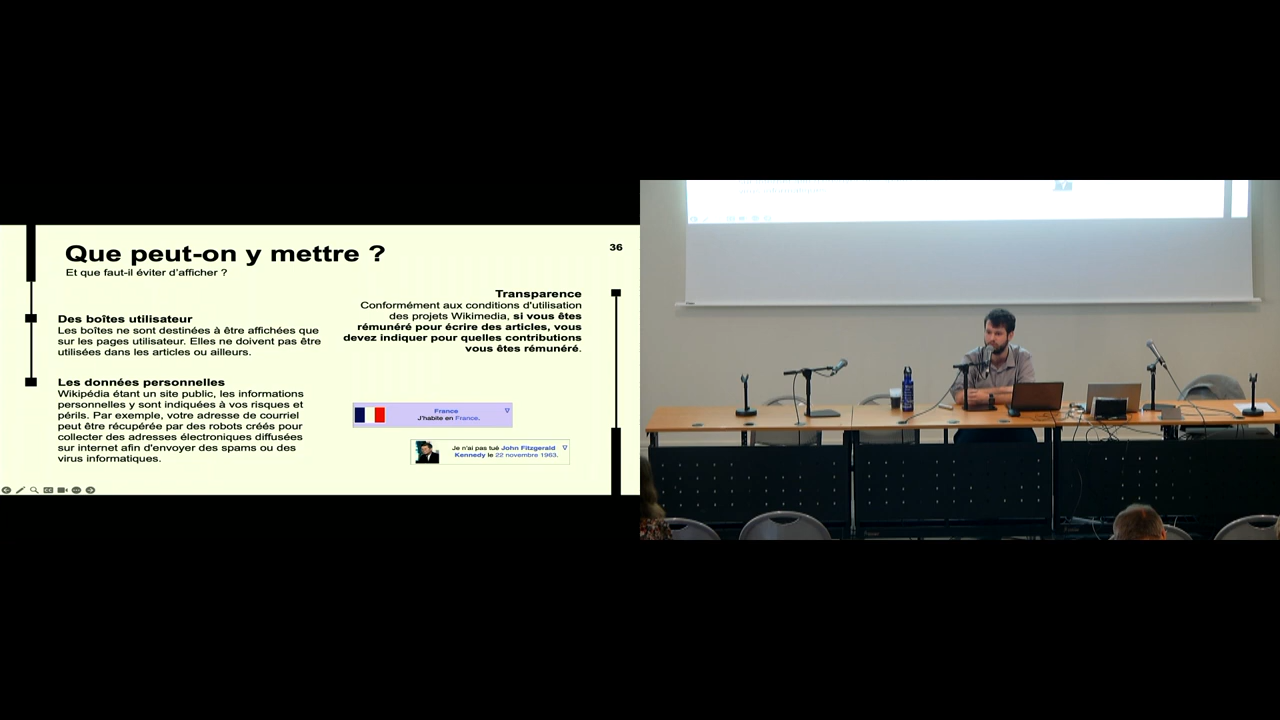 Que peut-on y mettre ?
Et que faut-il éviter d'afficher ?
36
Des boîtes utilisateur
Les boîtes ne sont destinées à être affichées que
sur les pages utilisateur. Elles ne doivent pas être
utilisées dans les articles ou ailleurs.
Les données personnelles
Wikipédia étant un site public, les informations
personnelles y sont indiquées à vos risques et
périls. Par exemple, votre adresse de courriel
peut être récupérée par des robots créés pour
collecter des adresses électroniques diffusées
sur internet afin d'envoyer des spams ou des
virus informatiques.
Transparence
Conformément aux conditions d'utilisation
des projets Wikimedia, si vous êtes
rémunéré pour écrire des articles, vous
devez indiquer pour quelles contributions
vous êtes rémunéré.
France
J'habite en France.
Je n'ai pas tué John Fitzgerald
Kennedy le 22 novembre 1963.